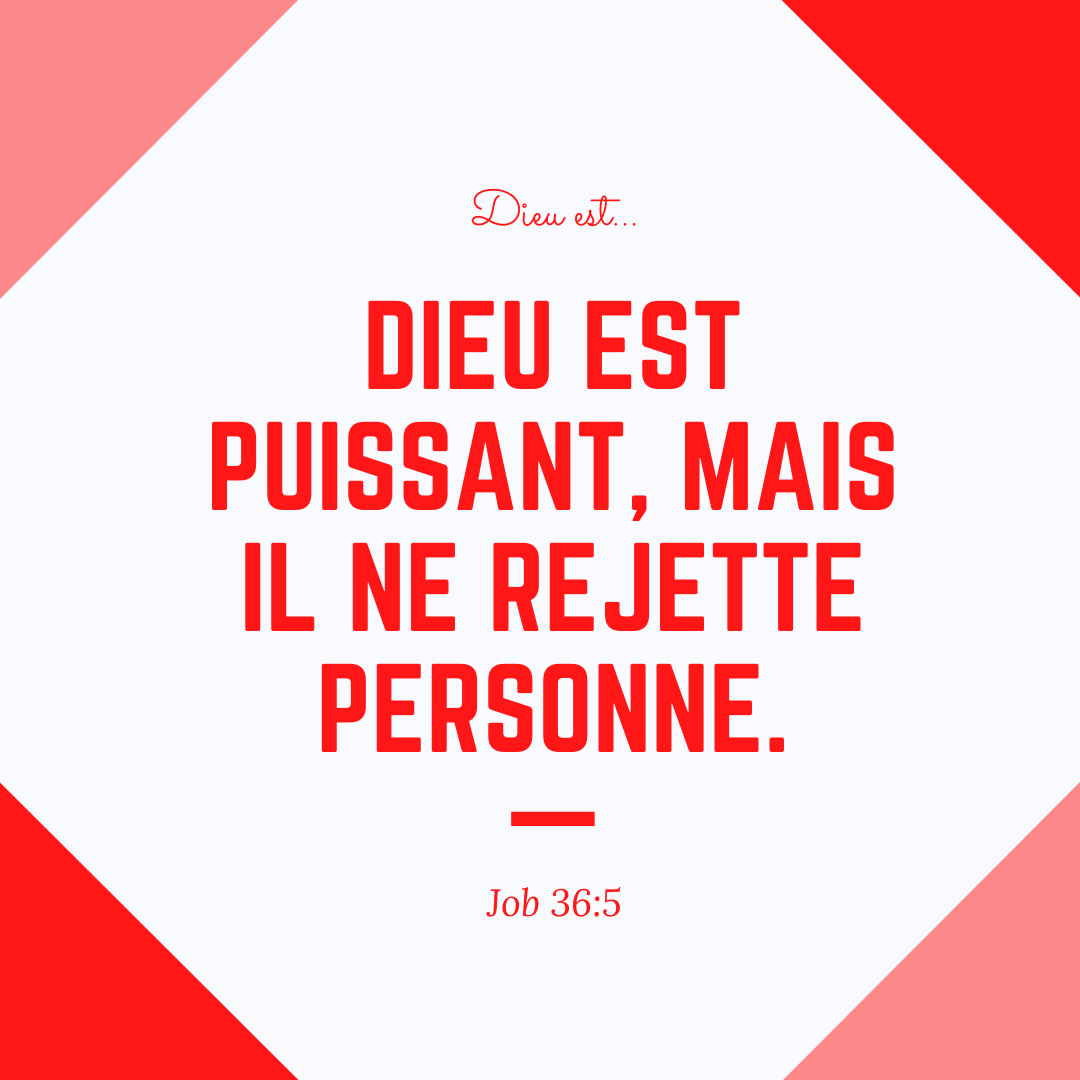 Dieu est...
DIEU EST
PUISSANT, MAIS
IL NE REJETTE
PERSONNE.
Job 36:5